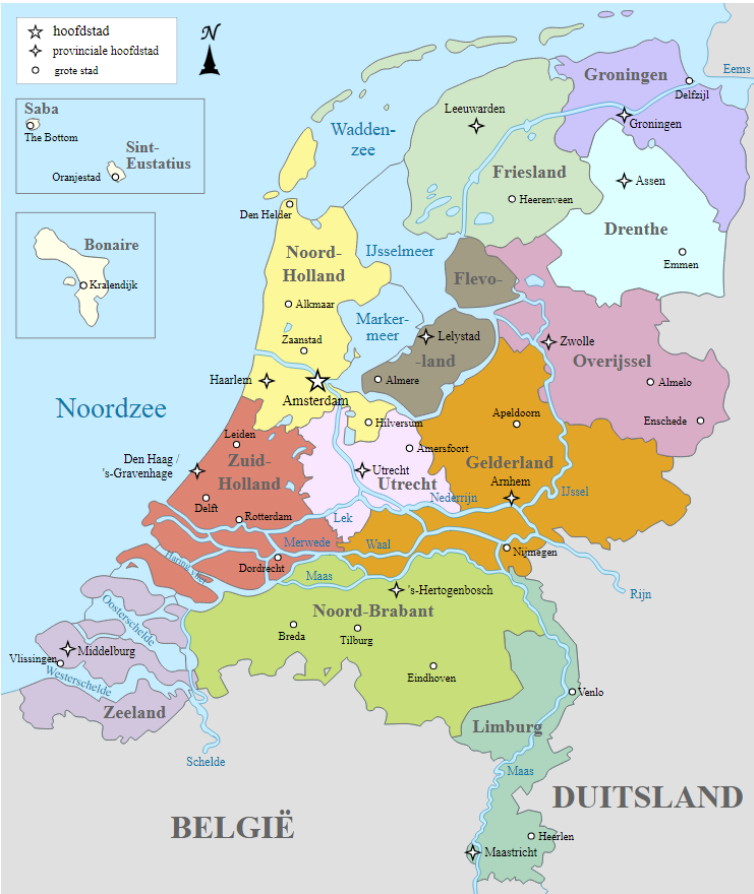 hoofdstad
provinciale hoofdstad
grote stad
N
Saba
The Bottom
Sint-
Eustatius
Oranjestad
Bonaire
Kralendijk
Groningen
Eems
Delfzijl
Groningen
Leeuwarden
Wadden-
zee
Friesland
Heerenveen
Assen
Drenthe
Emmen
Den Helder
Noord-
Holland
IJsselmeer
Flevo-
Alkmaar
Marker-
meer
Zaanstad
Lelystad
Zwolle
-land
Overijssel
Haarlem
Almere
Almelo
Amsterdam
Noordzee
Apeldoorn
Enschede
Hilversum
Leiden
Amersfoort
Den Haag /
's-Gravenhage
Zuid-
Holland
Utrecht
Utrecht
Gelderland
Arnhem
IJssel
Nederrijn
Delft
Rotterdam
Lek
Merwede
Waal
Nijmegen
Haringvliet
Dordrecht
Maas
Rijn
's-Hertogenbosch
Noord-Brabant
Oosterschelde
Breda
Tilburg
Middelburg
Vlissingen
Eindhoven
Westerschelde
Venlo
Zeeland
Limburg
Schelde
Maas
DUITSLAND
BELGIË
Heerlen
Maastricht